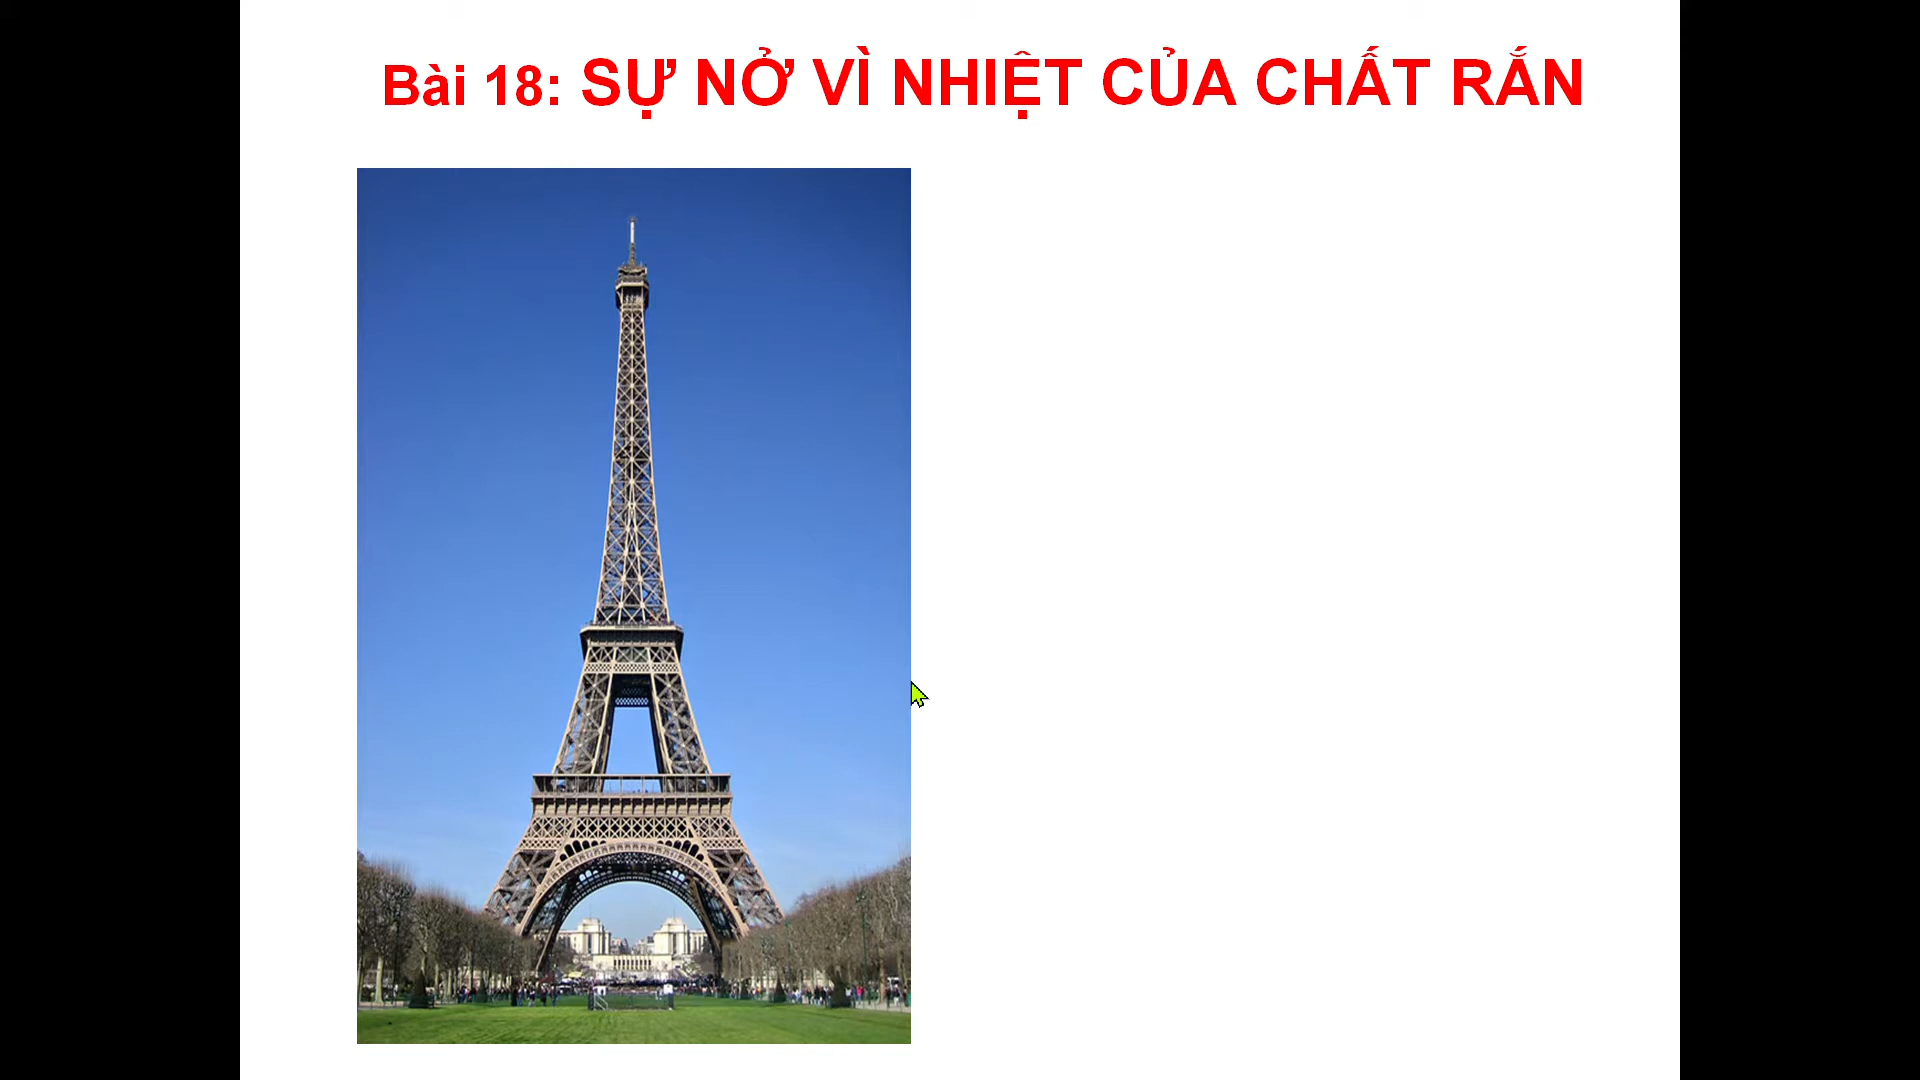 Bài 18: SỰ NỞ VÌ NHIỆT CỦA CHẤT RẮN